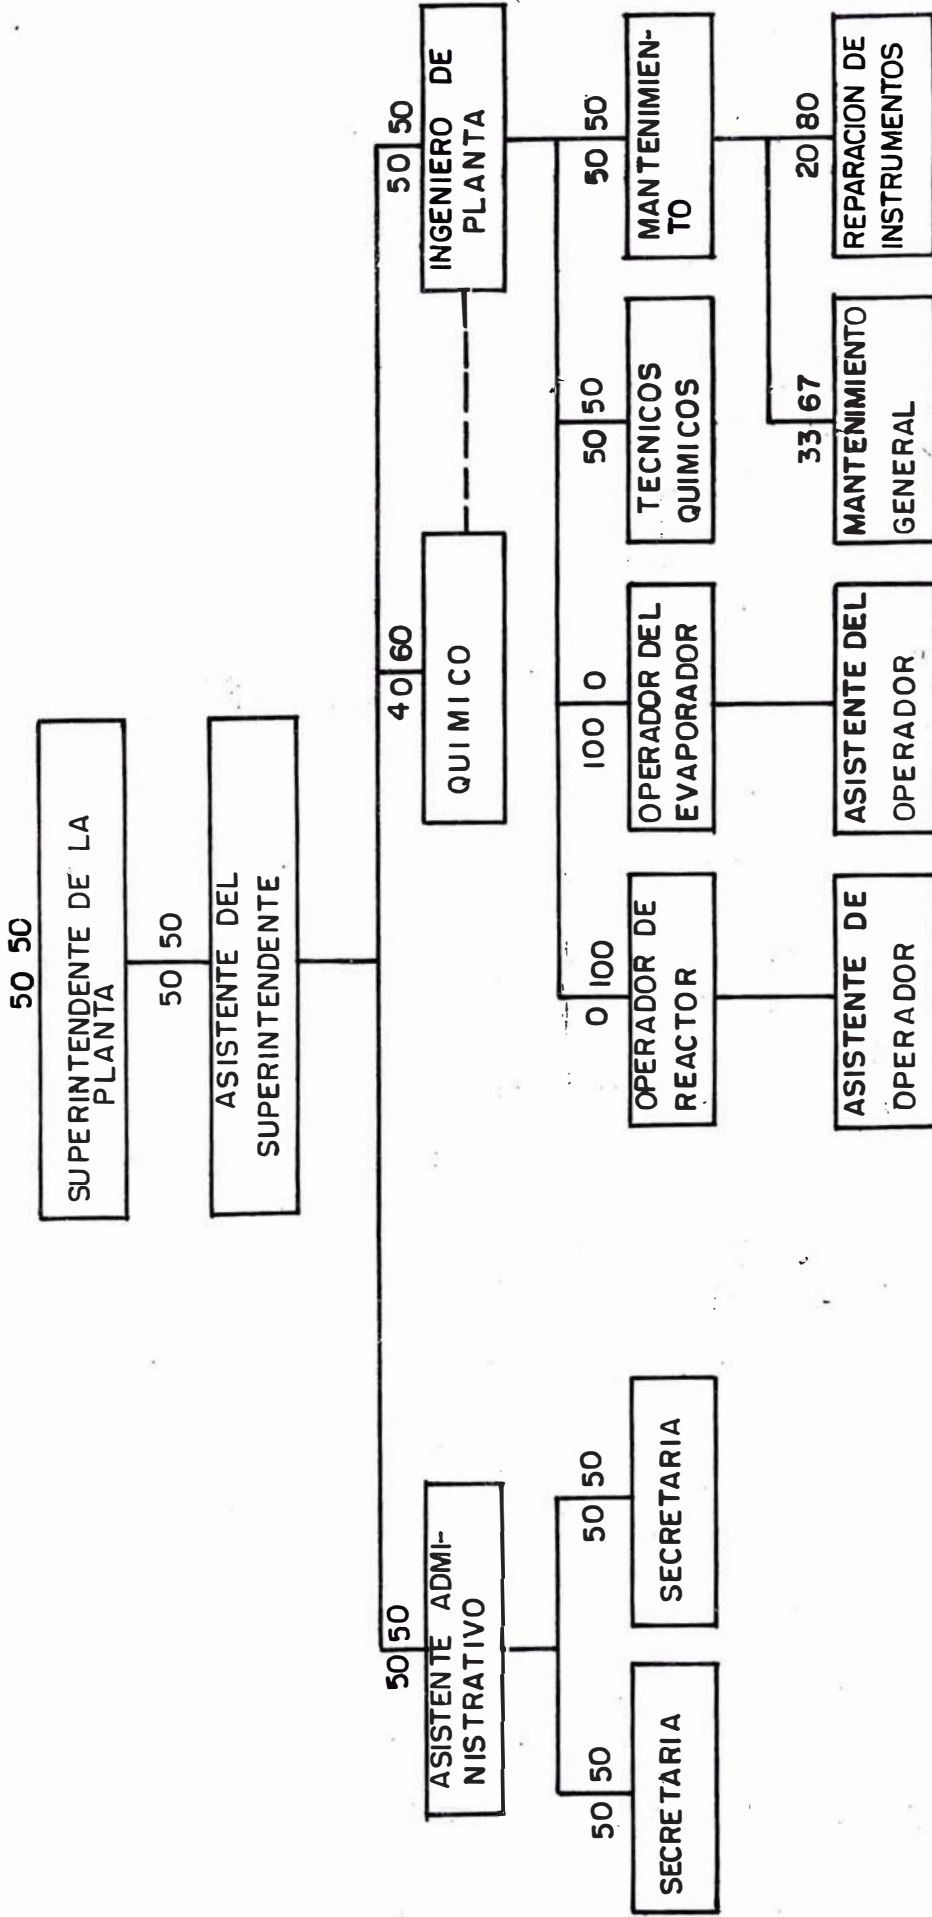 50 50
SUPERINTENDENTE DE LA
PLANTA
50 50
ASISTENTE DEL
SUPERINTENDENTE
50 50
ASISTENTE ADMI-
NISTRATIVO
40 60
QUIMICO
50 50
INGENIERO DE
PLANTA
50 50
SECRETARIA
50 50
SECRETARIA
0 100
OPERADOR DE
REACTOR
100 0
OPERADOR DEL
EVAPORADOR
50 50
TECNICOS
QUIMICOS
50 50
MANTENIMIEN-
TO
ASISTENTE DE
OPERADOR
ASISTENTE DEL
OPERADOR
33 67
MANTENIMIENTO
GENERAL
20 80
REPARACION DE
INSTRUMENTOS